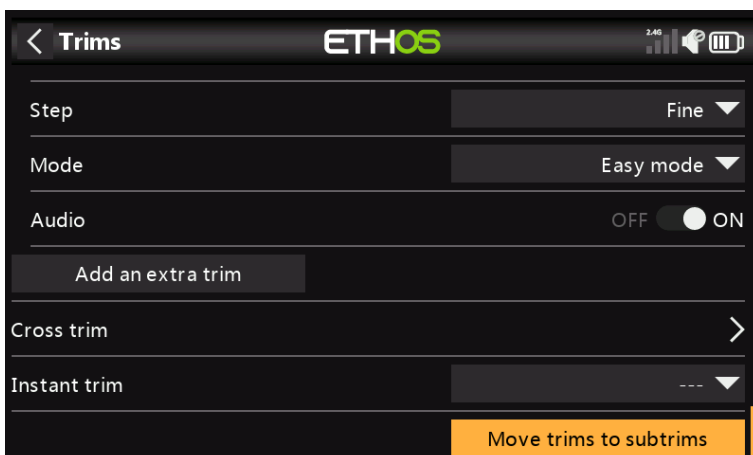 Trims
ETHOS
2.4G
Step
Fine
Mode
Easy mode
Audio
OFF
ON
Add an extra trim
Cross trim
Instant trim
---
Move trims to subtrims